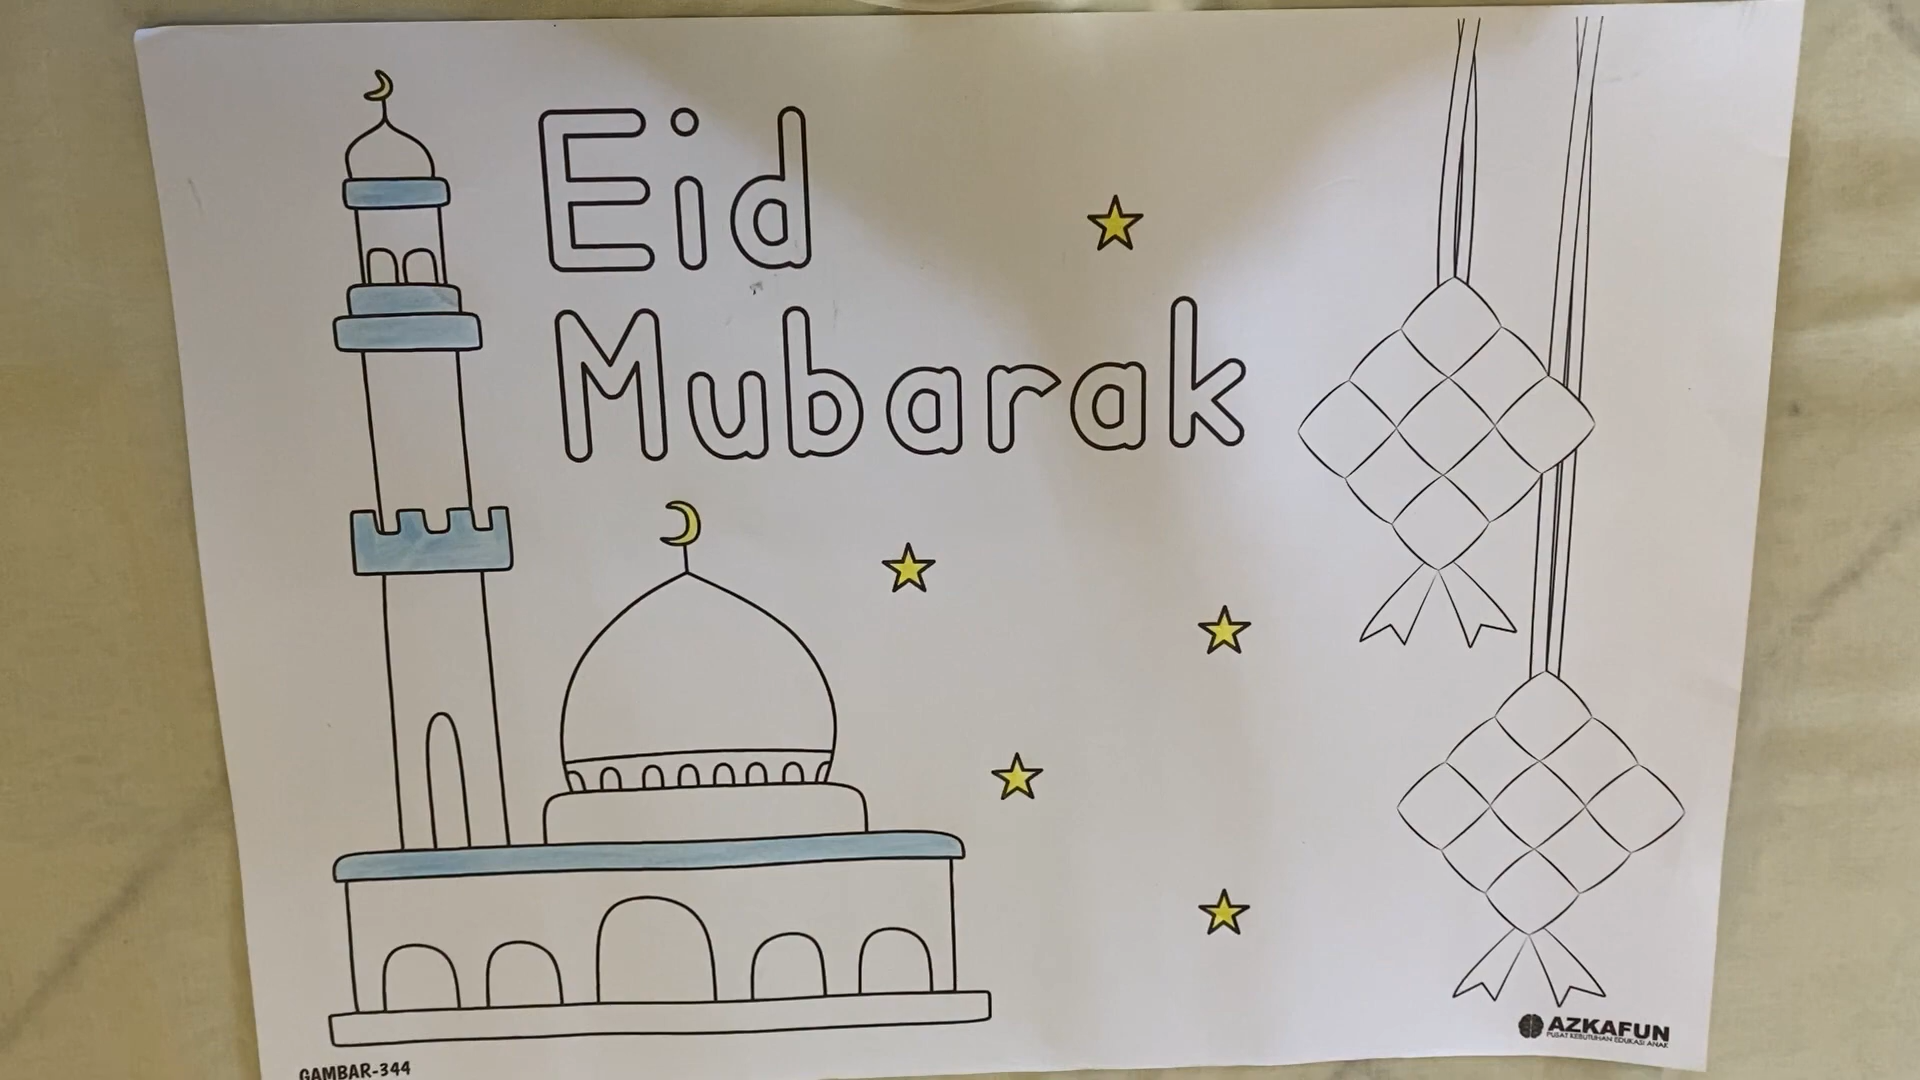 Eid
Mubarak
AZKAFUN
PUSAT KEBUTUHAN EDUKASI ANAK
GAMBAR-344